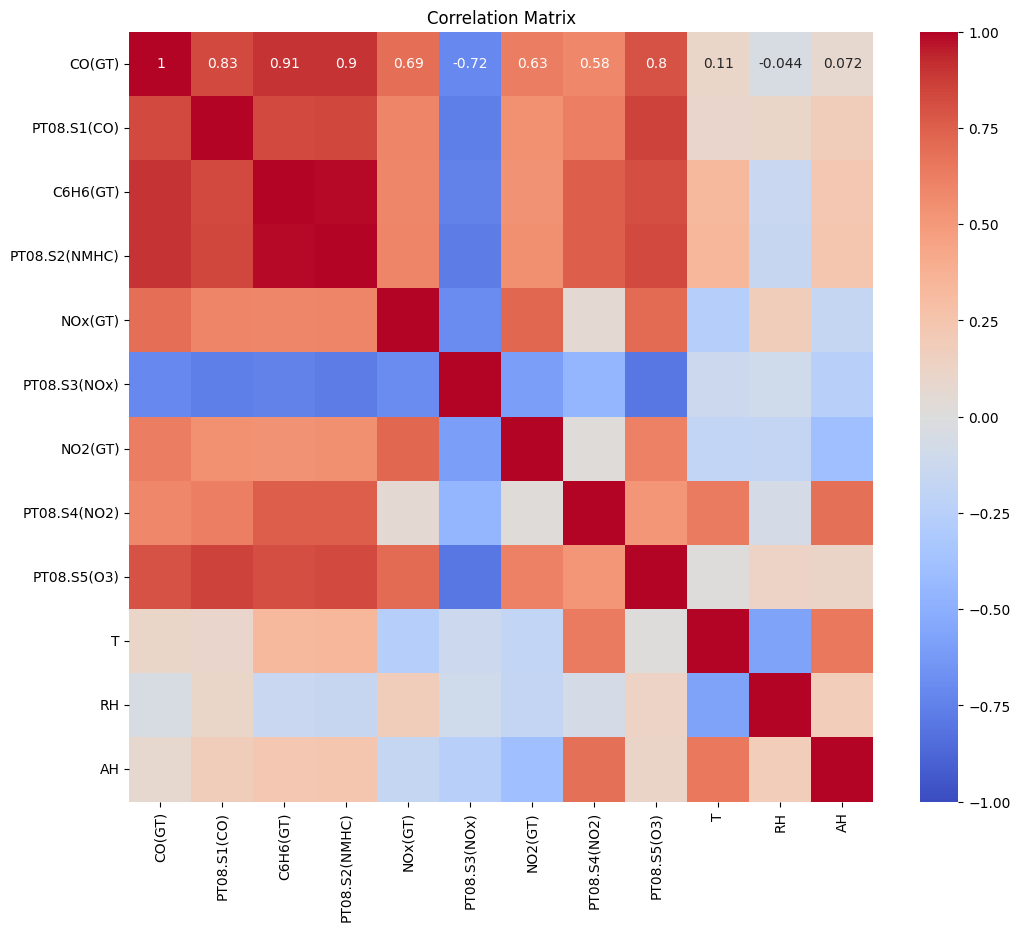 Correlation Matrix
CO(GT) 1 0.83 0.91 0.9 0.69 -0.72 0.63 0.58 0.8 0.11 -0.044 0.072
PT08.S1(CO)
C6H6(GT)
PT08.S2(NMHC)
NOx(GT)
PT08.S3(NOx)
NO2(GT)
PT08.S4(NO2)
PT08.S5(O3)
T
RH
AH
CO(GT) PT08.S1(CO) C6H6(GT) PT08.S2(NMHC) NOx(GT) PT08.S3(NOx) NO2(GT) PT08.S4(NO2) PT08.S5(O3) T RH AH
1.00
0.75
0.50
0.25
0.00
−0.25
−0.50
−0.75
−1.00